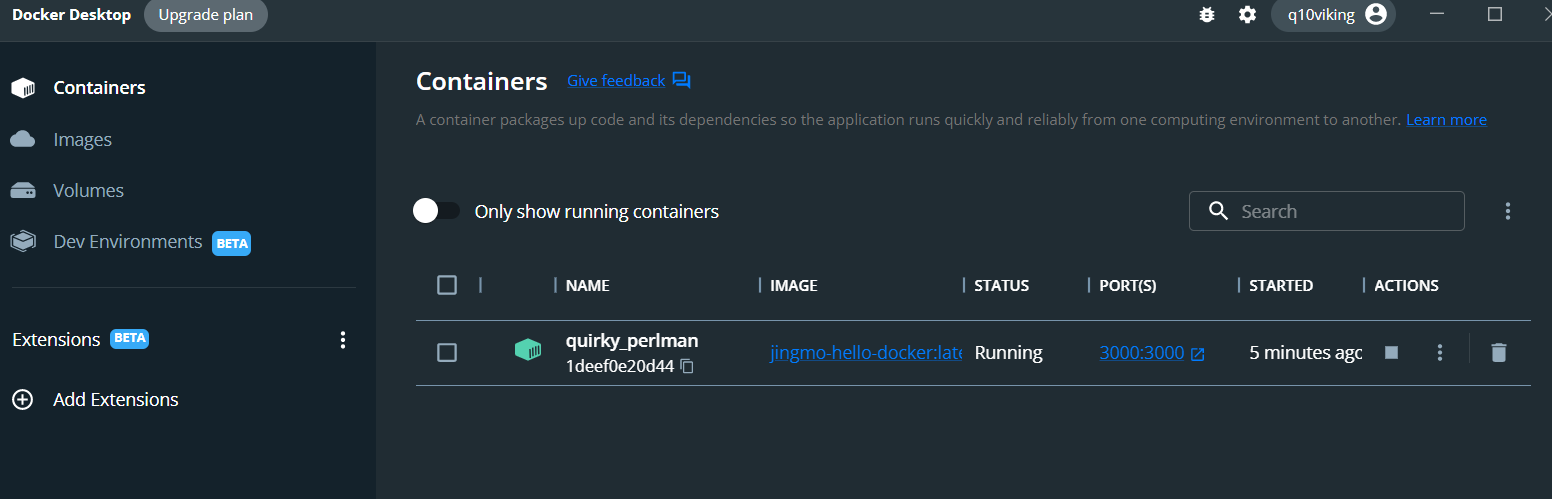 Docker Desktop Upgrade plan q10viking
Containers
Images
Volumes
Dev Environments BETA
Extensions BETA
Add Extensions
Containers Give feedback
A container packages up code and its dependencies so the application runs quickly and reliably from one computing environment to another. Learn more
Only show running containers Search
NAME IMAGE STATUS PORT(S) STARTED ACTIONS
quirky_perlman
jingmo-hello-docker:late Running 3000:3000 5 minutes ago
1deef0e20d44